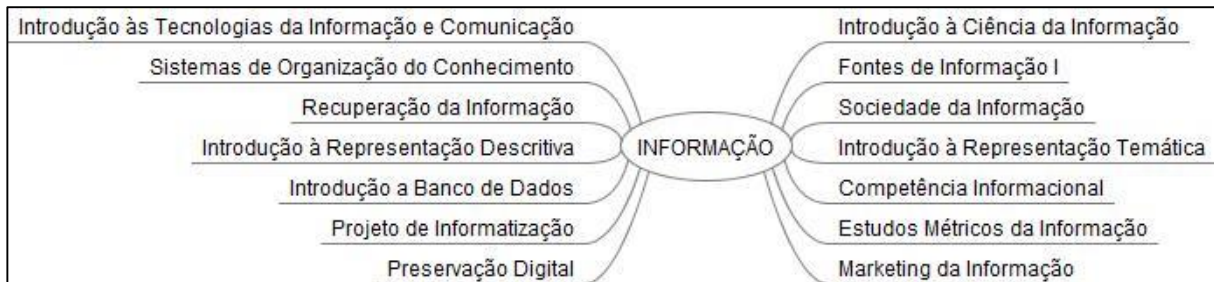 Introdução às Tecnologias da Informação e Comunicação
Sistemas de Organização do Conhecimento
Recuperação da Informação
Introdução à Representação Descritiva
Introdução a Banco de Dados
Projeto de Informatização
Preservação Digital
INFORMAÇÃO
Introdução à Ciência da Informação
Fontes de Informação I
Sociedade da Informação
Introdução à Representação Temática
Competência Informacional
Estudos Métricos da Informação
Marketing da Informação